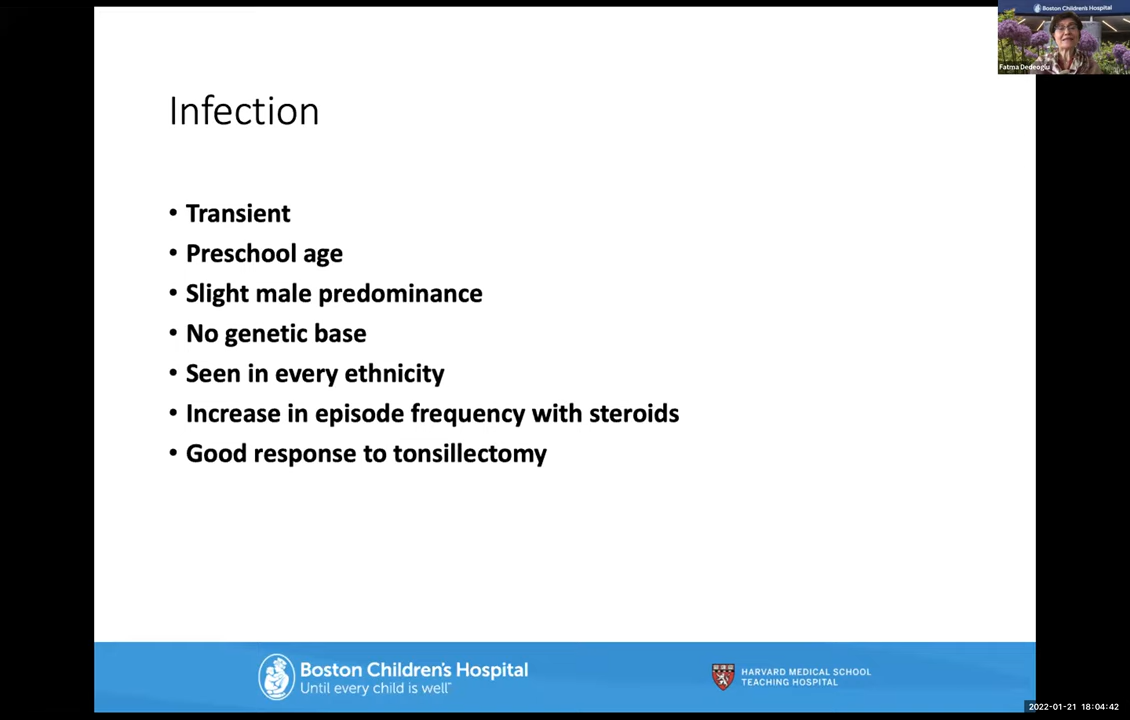 Boston Children's Hospital
Fatma Dedeoglu
Infection
• Transient
• Preschool age
• Slight male predominance
• No genetic base
• Seen in every ethnicity
• Increase in episode frequency with steroids
• Good response to tonsillectomy
Boston Children's Hospital
Until every child is well™
HARVARD MEDICAL SCHOOL
TEACHING HOSPITAL
2022-01-21 18:04:42